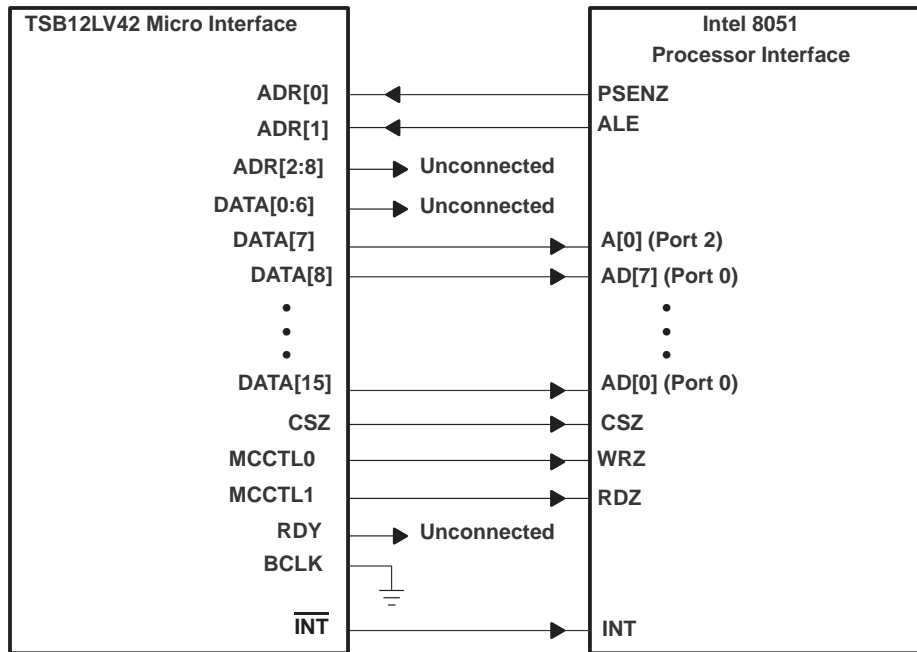 TSB12LV42 Micro Interface
Intel 8051
Processor Interface
ADR[0] PSENZ
ADR[1] ALE
ADR[2:8] Unconnected
DATA[0:6] Unconnected
DATA[7] A[0] (Port 2)
DATA[8] AD[7] (Port 0)
DATA[15] AD[0] (Port 0)
CSZ CSZ
MCCTL0 WRZ
MCCTL1 RDZ
RDY Unconnected
BCLK
INT INT